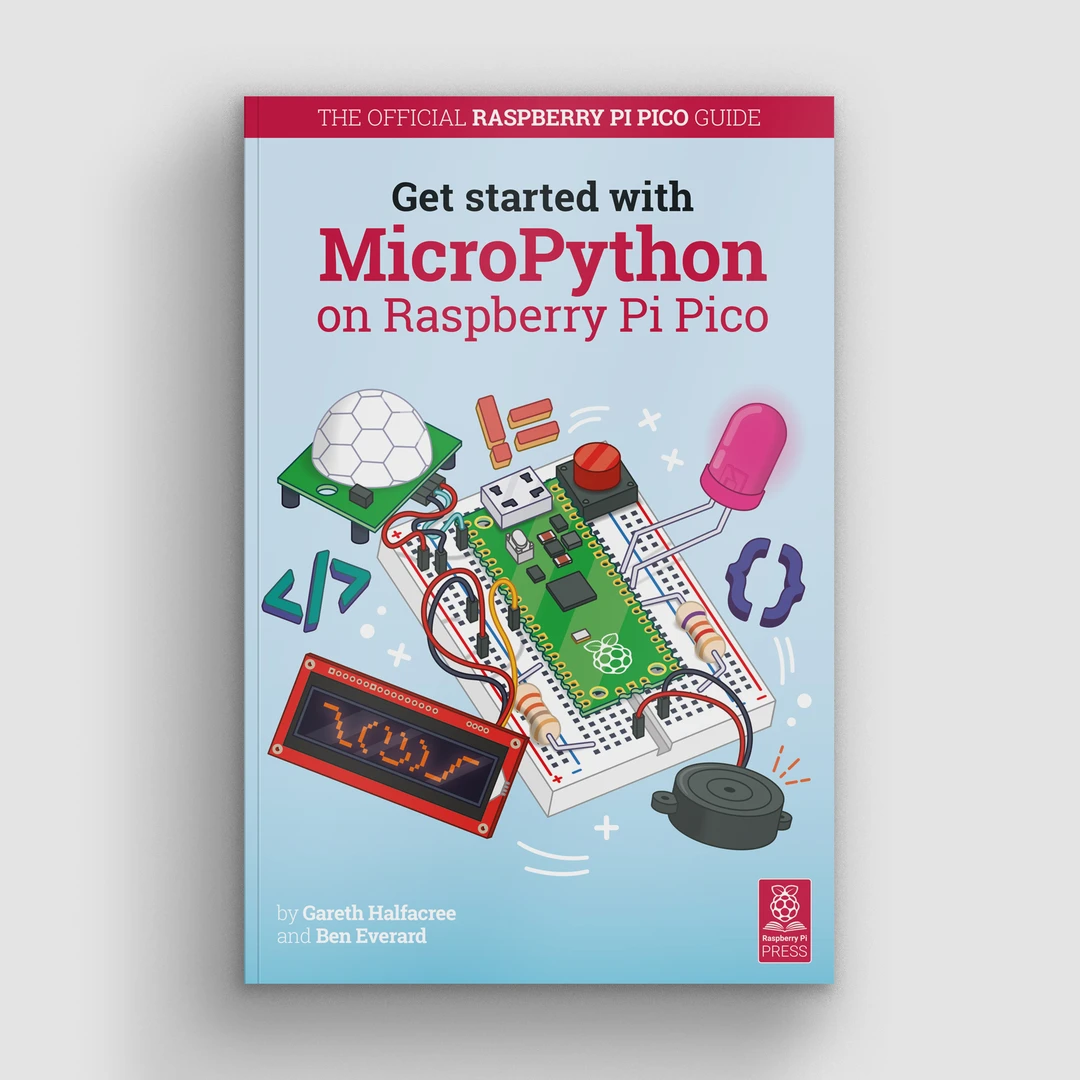 THE OFFICIAL RASPBERRY PI PICO GUIDE
Get started with
MicroPython
on Raspberry Pi Pico
by Gareth Halfacree
and Ben Everard
Raspberry Pi
PRESS